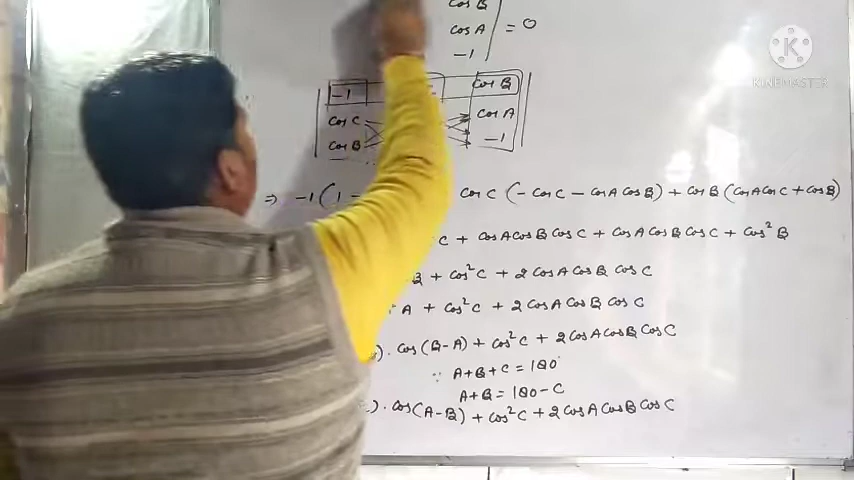 cos B
cos A = 0
-1
-1 cos B
cos C cos A
cos B -1
⇒ -1(1 - cos C (-cos C - cos A cos B) + cos B (cos A cos C + cos B)
C + cos A cos B cos C + cos A cos B cos C + cos² B
B + cos² C + 2 cos A cos B cos C
A + cos² C + 2 cos A cos B cos C
). cos(B-A) + cos² C + 2 cos A cos B cos C
∵ A+B+C = 180°
A+B = 180-C
). cos(A-B) + cos² C + 2 cos A cos B cos C
KINEMASTER